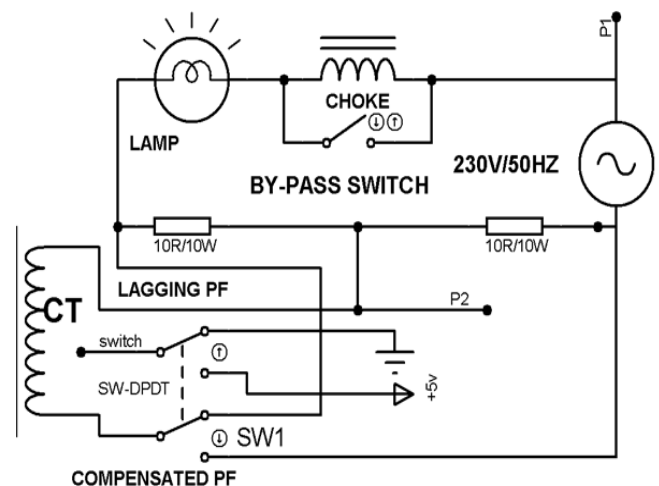 P1
CHOKE
LAMP
230V/50HZ
BY-PASS SWITCH
10R/10W
10R/10W
LAGGING PF
CT
P2
switch
SW-DPDT
+5v
SW1
COMPENSATED PF